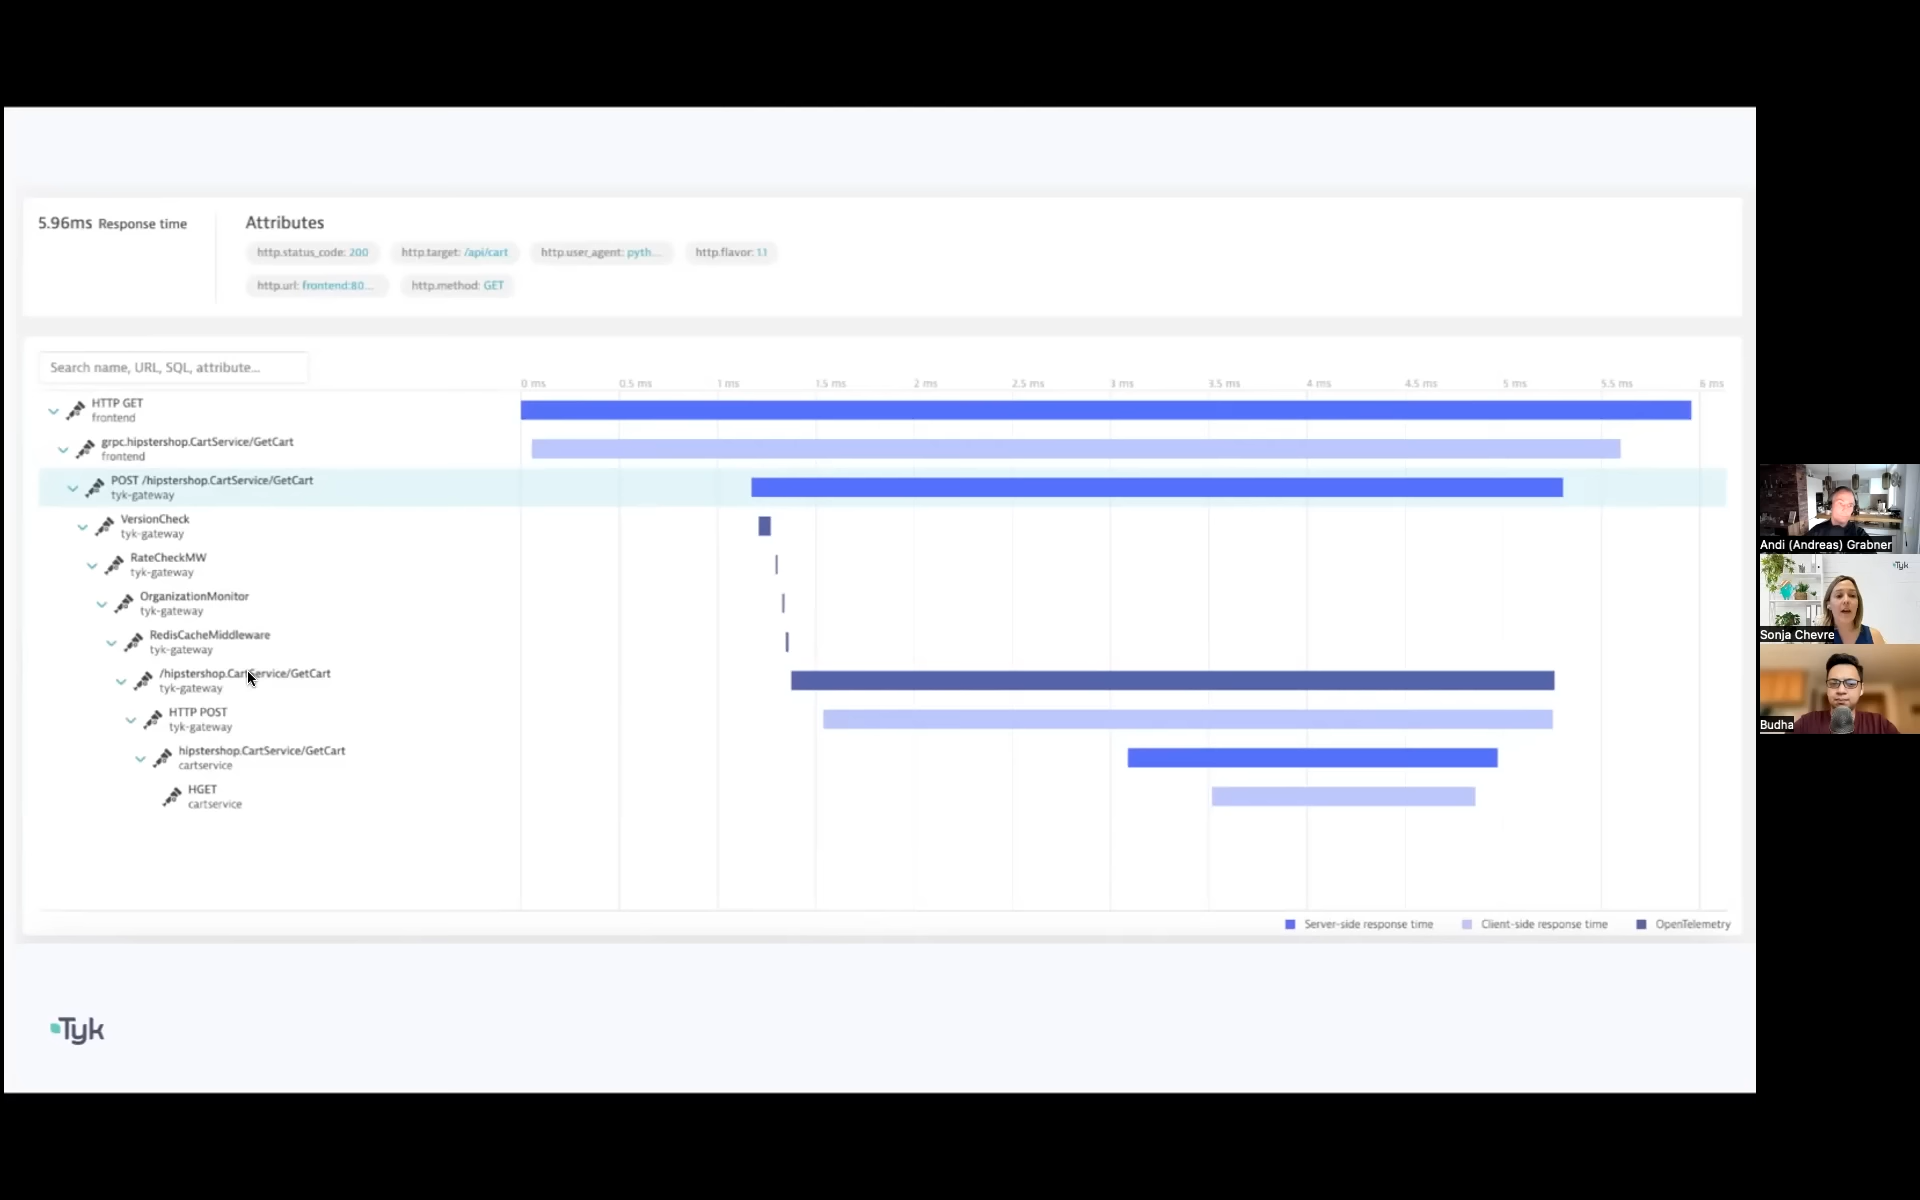 5.96ms Response time
Attributes
http.status_code: 200 http.target: /api/cart http.user_agent: pyth... http.flavor: 1.1
http.url: frontend:80... http.method: GET
Search name, URL, SQL, attribute...
0 ms 0.5 ms 1 ms 1.5 ms 2 ms 2.5 ms 3 ms 3.5 ms 4 ms 4.5 ms 5 ms 5.5 ms 6 ms
HTTP GET
frontend
grpc.hipstershop.CartService/GetCart
frontend
POST /hipstershop.CartService/GetCart
tyk-gateway
VersionCheck
tyk-gateway
RateCheckMW
tyk-gateway
OrganizationMonitor
tyk-gateway
RedisCacheMiddleware
tyk-gateway
/hipstershop.CartService/GetCart
tyk-gateway
HTTP POST
tyk-gateway
hipstershop.CartService/GetCart
cartservice
HGET
cartservice
Server-side response time Client-side response time OpenTelemetry
Tyk
Andi (Andreas) Grabner
Tyk
Sonja Chevre
Budha